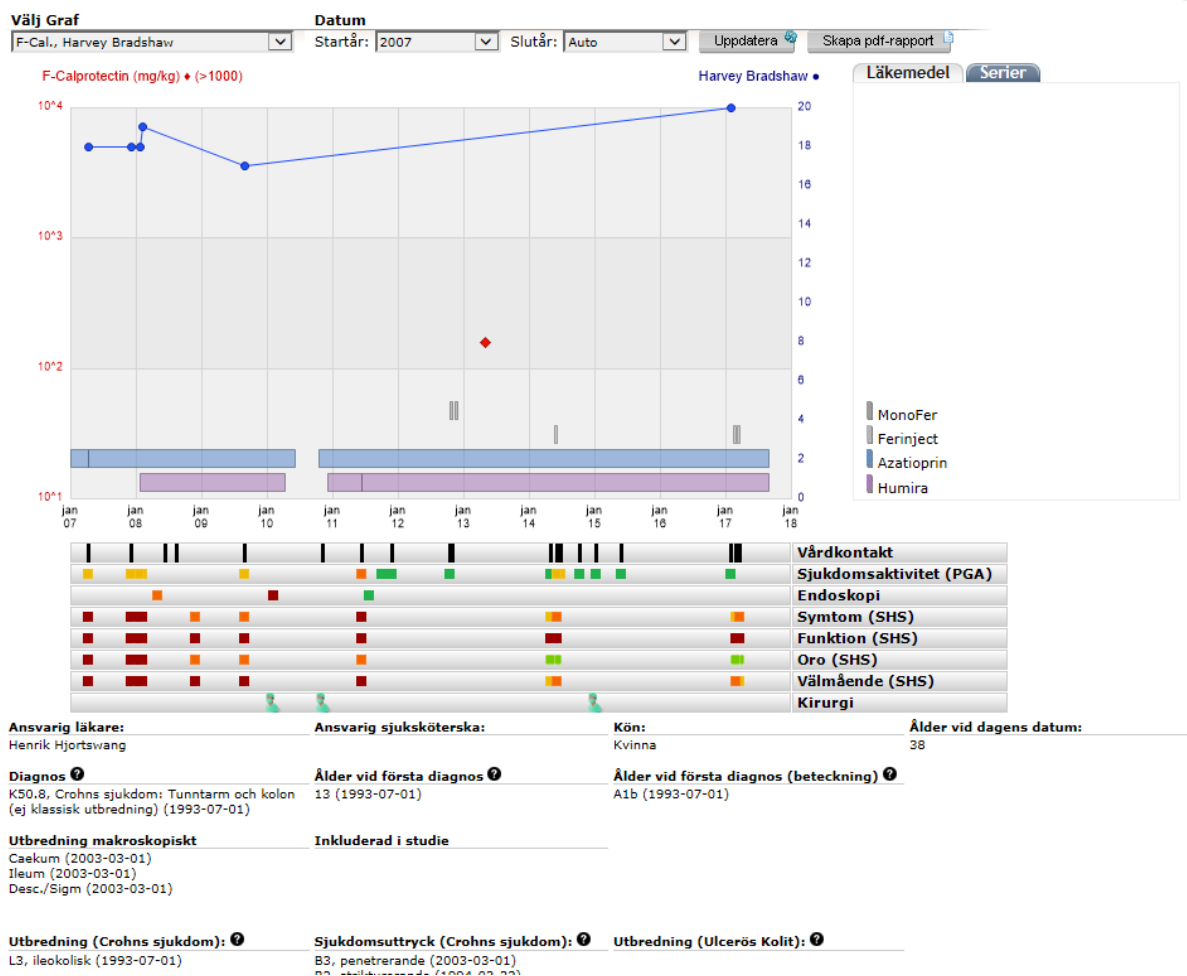 Välj Graf
Datum
F-Cal., Harvey Bradshaw
Startår: 2007
Slutår: Auto
Uppdatera
Skapa pdf-rapport
F-Calprotectin (mg/kg) ♦ (>1000)
Harvey Bradshaw ●
Läkemedel
Serier
10^4
10^3
10^2
10^1
20
18
16
14
12
10
8
6
4
2
0
MonoFer
Ferinject
Azatioprin
Humira
jan jan jan jan jan jan jan jan jan jan jan jan
07 08 09 10 11 12 13 14 15 16 17 18
Vårdkontakt
Sjukdomsaktivitet (PGA)
Endoskopi
Symtom (SHS)
Funktion (SHS)
Oro (SHS)
Välmående (SHS)
Kirurgi
Ansvarig läkare:
Henrik Hjortswang
Ansvarig sjuksköterska:
Kön:
Kvinna
Ålder vid dagens datum:
38
Diagnos ?
K50.8, Crohns sjukdom: Tunntarm och kolon
(ej klassisk utbredning) (1993-07-01)
Ålder vid första diagnos ?
13 (1993-07-01)
Ålder vid första diagnos (beteckning) ?
A1b (1993-07-01)
Utbredning makroskopiskt
Caekum (2003-03-01)
Ileum (2003-03-01)
Desc./Sigm (2003-03-01)
Inkluderad i studie
Utbredning (Crohns sjukdom): ?
L3, ileokolisk (1993-07-01)
Sjukdomsuttryck (Crohns sjukdom): ?
B3, penetrerande (2003-03-01)
Utbredning (Ulcerös Kolit): ?